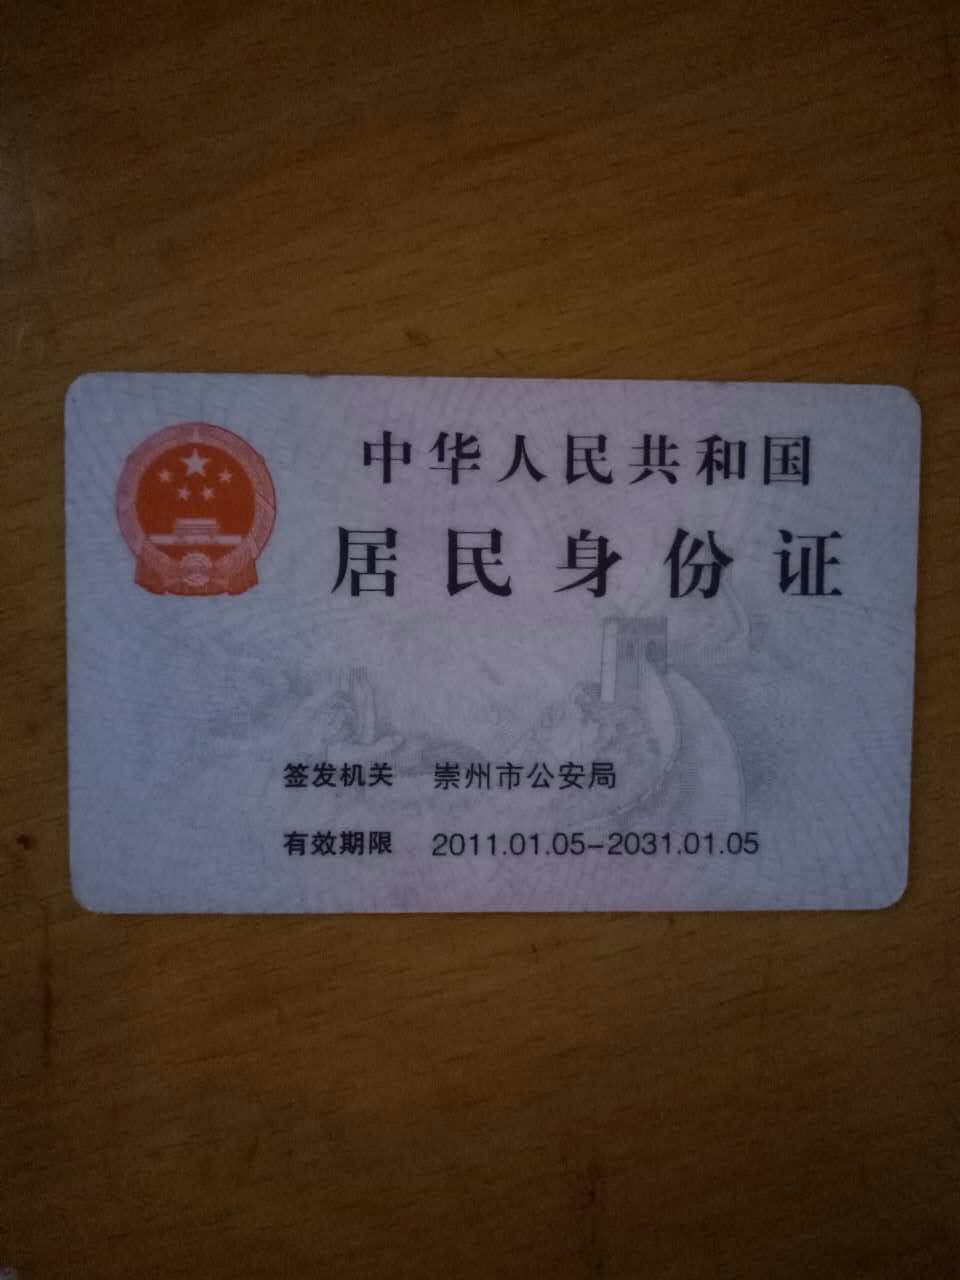 中华人民共和国
居民身份证
签发机关 崇州市公安局
有效期限 2011.01.05-2031.01.05